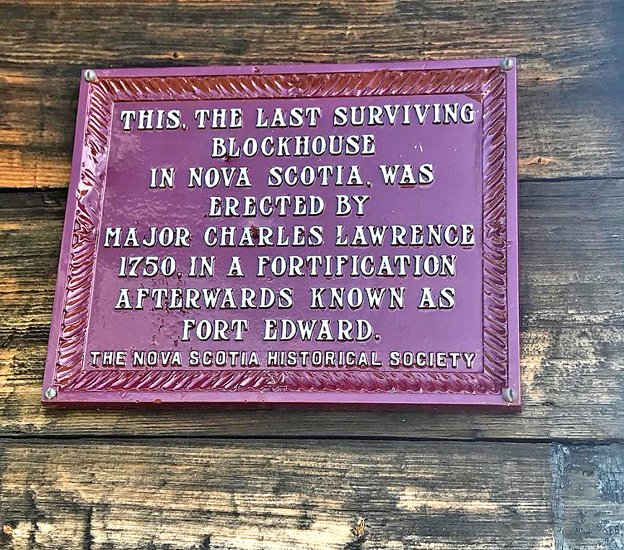 THIS, THE LAST SURVIVING
BLOCKHOUSE
IN NOVA SCOTIA, WAS
ERECTED BY
MAJOR CHARLES LAWRENCE
1750, IN A FORTIFICATION
AFTERWARDS KNOWN AS
FORT EDWARD.
THE NOVA SCOTIA HISTORICAL SOCIETY